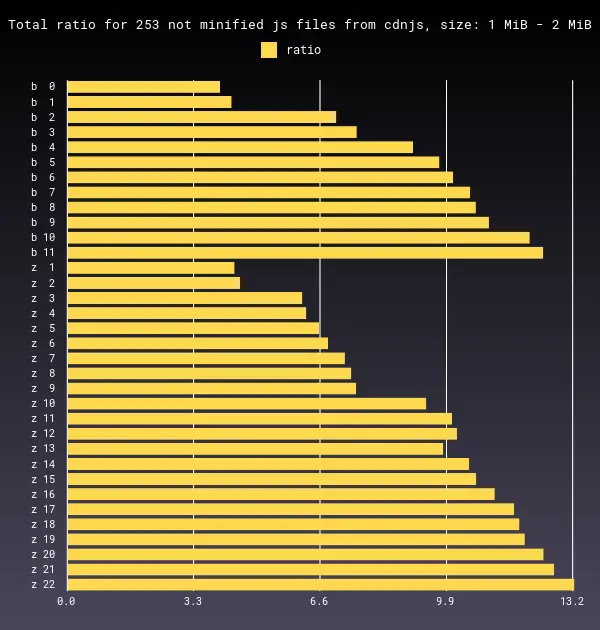 Total ratio for 253 not minified js files from cdnjs, size: 1 MiB - 2 MiB
ratio
b 0
b 1
b 2
b 3
b 4
b 5
b 6
b 7
b 8
b 9
b 10
b 11
z 1
z 2
z 3
z 4
z 5
z 6
z 7
z 8
z 9
z 10
z 11
z 12
z 13
z 14
z 15
z 16
z 17
z 18
z 19
z 20
z 21
z 22
0.0 3.3 6.6 9.9 13.2